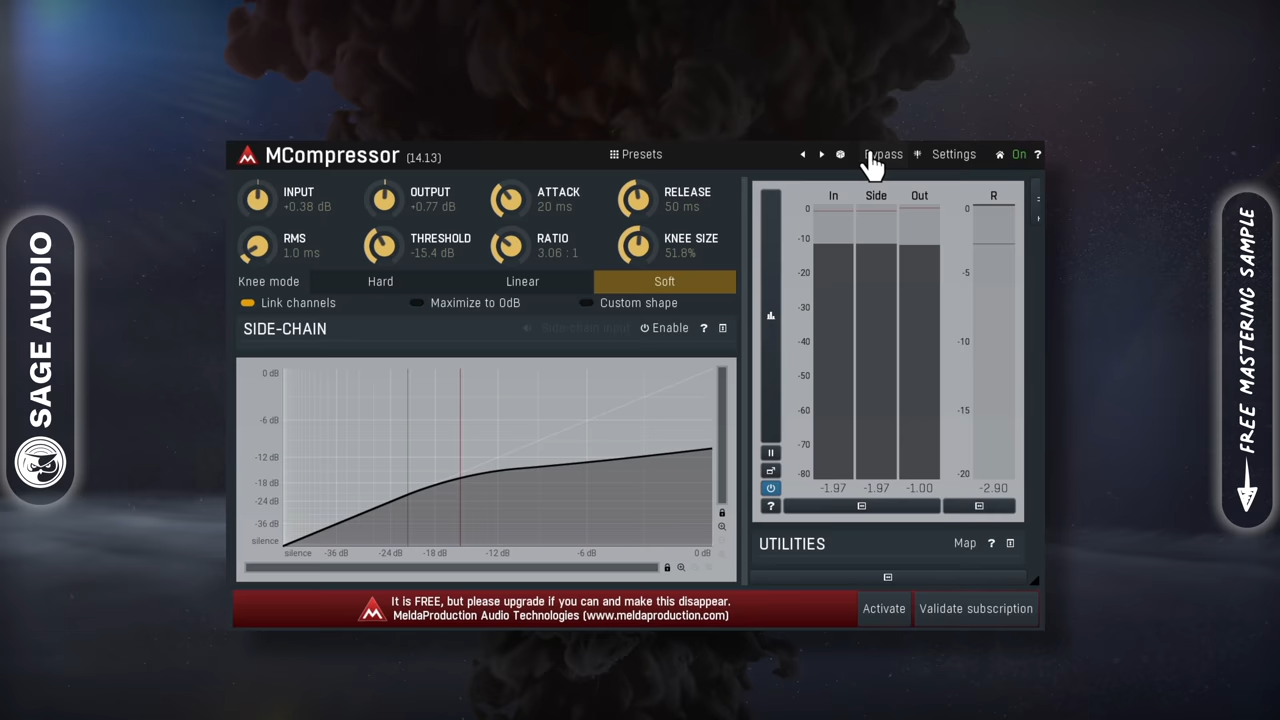 SAGE AUDIO
MCompressor (14.13)
Presets
Bypass
Settings
On ?
INPUT
+0.38 dB
OUTPUT
+0.77 dB
ATTACK
20 ms
RELEASE
50 ms
RMS
1.0 ms
THRESHOLD
-15.4 dB
RATIO
3.06 : 1
KNEE SIZE
51.8%
Knee mode Hard Linear Soft
Link channels Maximize to 0dB Custom shape
SIDE-CHAIN Side-chain input Enable ?
0 dB
-6 dB
-12 dB
-18 dB
-24 dB
-36 dB
silence
silence -36 dB -24 dB -18 dB -12 dB -6 dB 0 dB
In Side Out R
0
-10
-20
-30
-40
-50
-60
-70
-80
0
-5
-10
-15
-20
-1.97 -1.97 -1.00 -2.90
?
UTILITIES Map ?
It is FREE, but please upgrade if you can and make this disappear.
MeldaProduction Audio Technologies (www.meldaproduction.com)
Activate
Validate subscription
FREE MASTERING SAMPLE